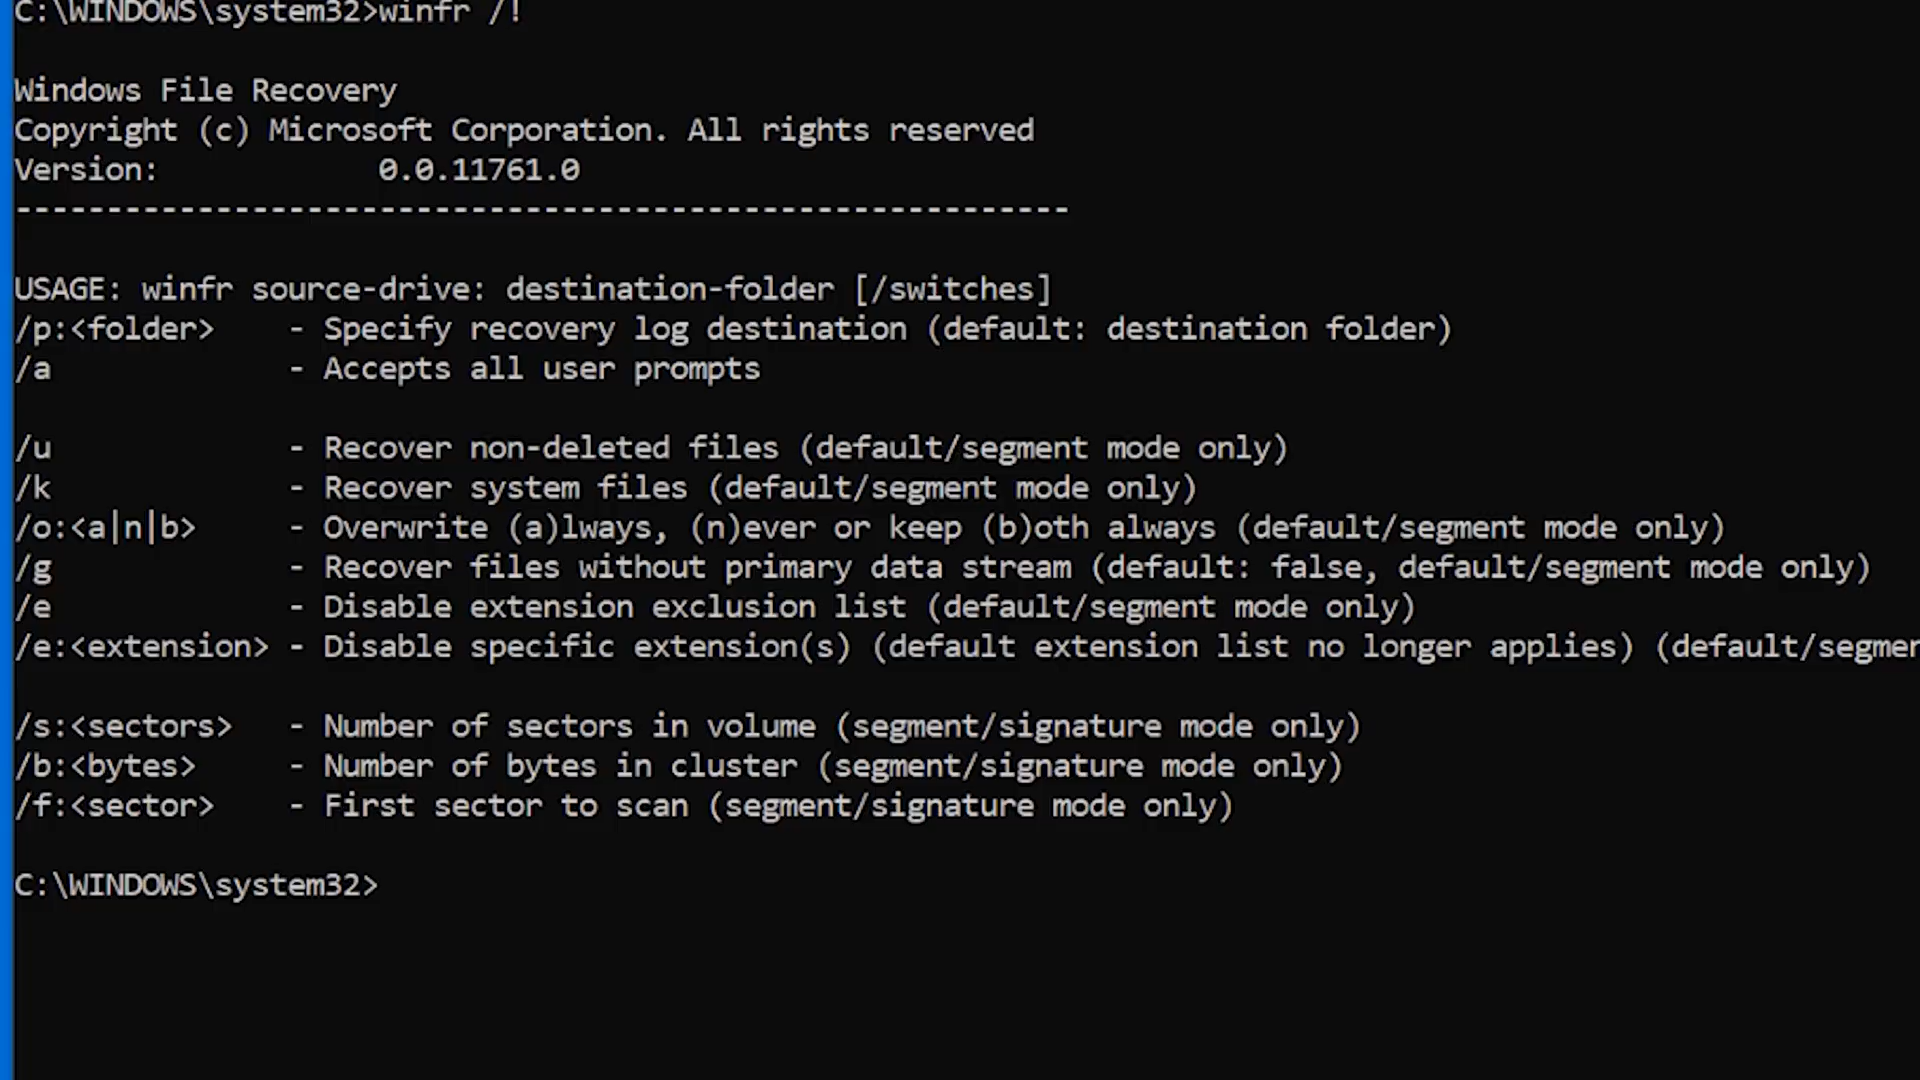 C:\WINDOWS\system32>winfr /!
Windows File Recovery
Copyright (c) Microsoft Corporation. All rights reserved
Version:            0.0.11761.0
----------------------------------------------------------
USAGE: winfr source-drive: destination-folder [/switches]
/p:<folder>    - Specify recovery log destination (default: destination folder)
/a             - Accepts all user prompts
/u             - Recover non-deleted files (default/segment mode only)
/k             - Recover system files (default/segment mode only)
/o:<a|n|b>     - Overwrite (a)lways, (n)ever or keep (b)oth always (default/segment mode only)
/g             - Recover files without primary data stream (default: false, default/segment mode only)
/e             - Disable extension exclusion list (default/segment mode only)
/e:<extension> - Disable specific extension(s) (default extension list no longer applies) (default/segmen
/s:<sectors>   - Number of sectors in volume (segment/signature mode only)
/b:<bytes>     - Number of bytes in cluster (segment/signature mode only)
/f:<sector>    - First sector to scan (segment/signature mode only)
C:\WINDOWS\system32>